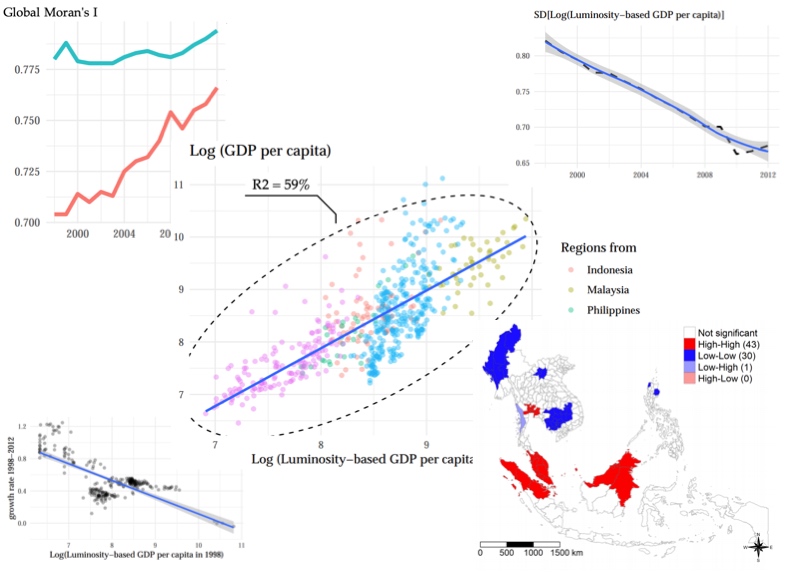 Global Moran's I
0.775
0.750
0.725
0.700
2000 2004 20
SD[Log(Luminosity−based GDP per capita)]
0.80
0.75
0.70
0.65
2000 2004 2008 2012
Log (GDP per capita)
R2 = 59%
11
10
9
8
7
7 8 9
Log (Luminosity−based GDP per capita
Regions from
Indonesia
Malaysia
Philippines
Not significant
High-High (43)
Low-Low (30)
Low-High (1)
High-Low (0)
growth rate 1998−2012
1.2
0.8
0.4
0.0
7 8 9 10 11
Log(Luminosity−based GDP per capita in 1998)
N
W E
S
0 500 1000 1500 km